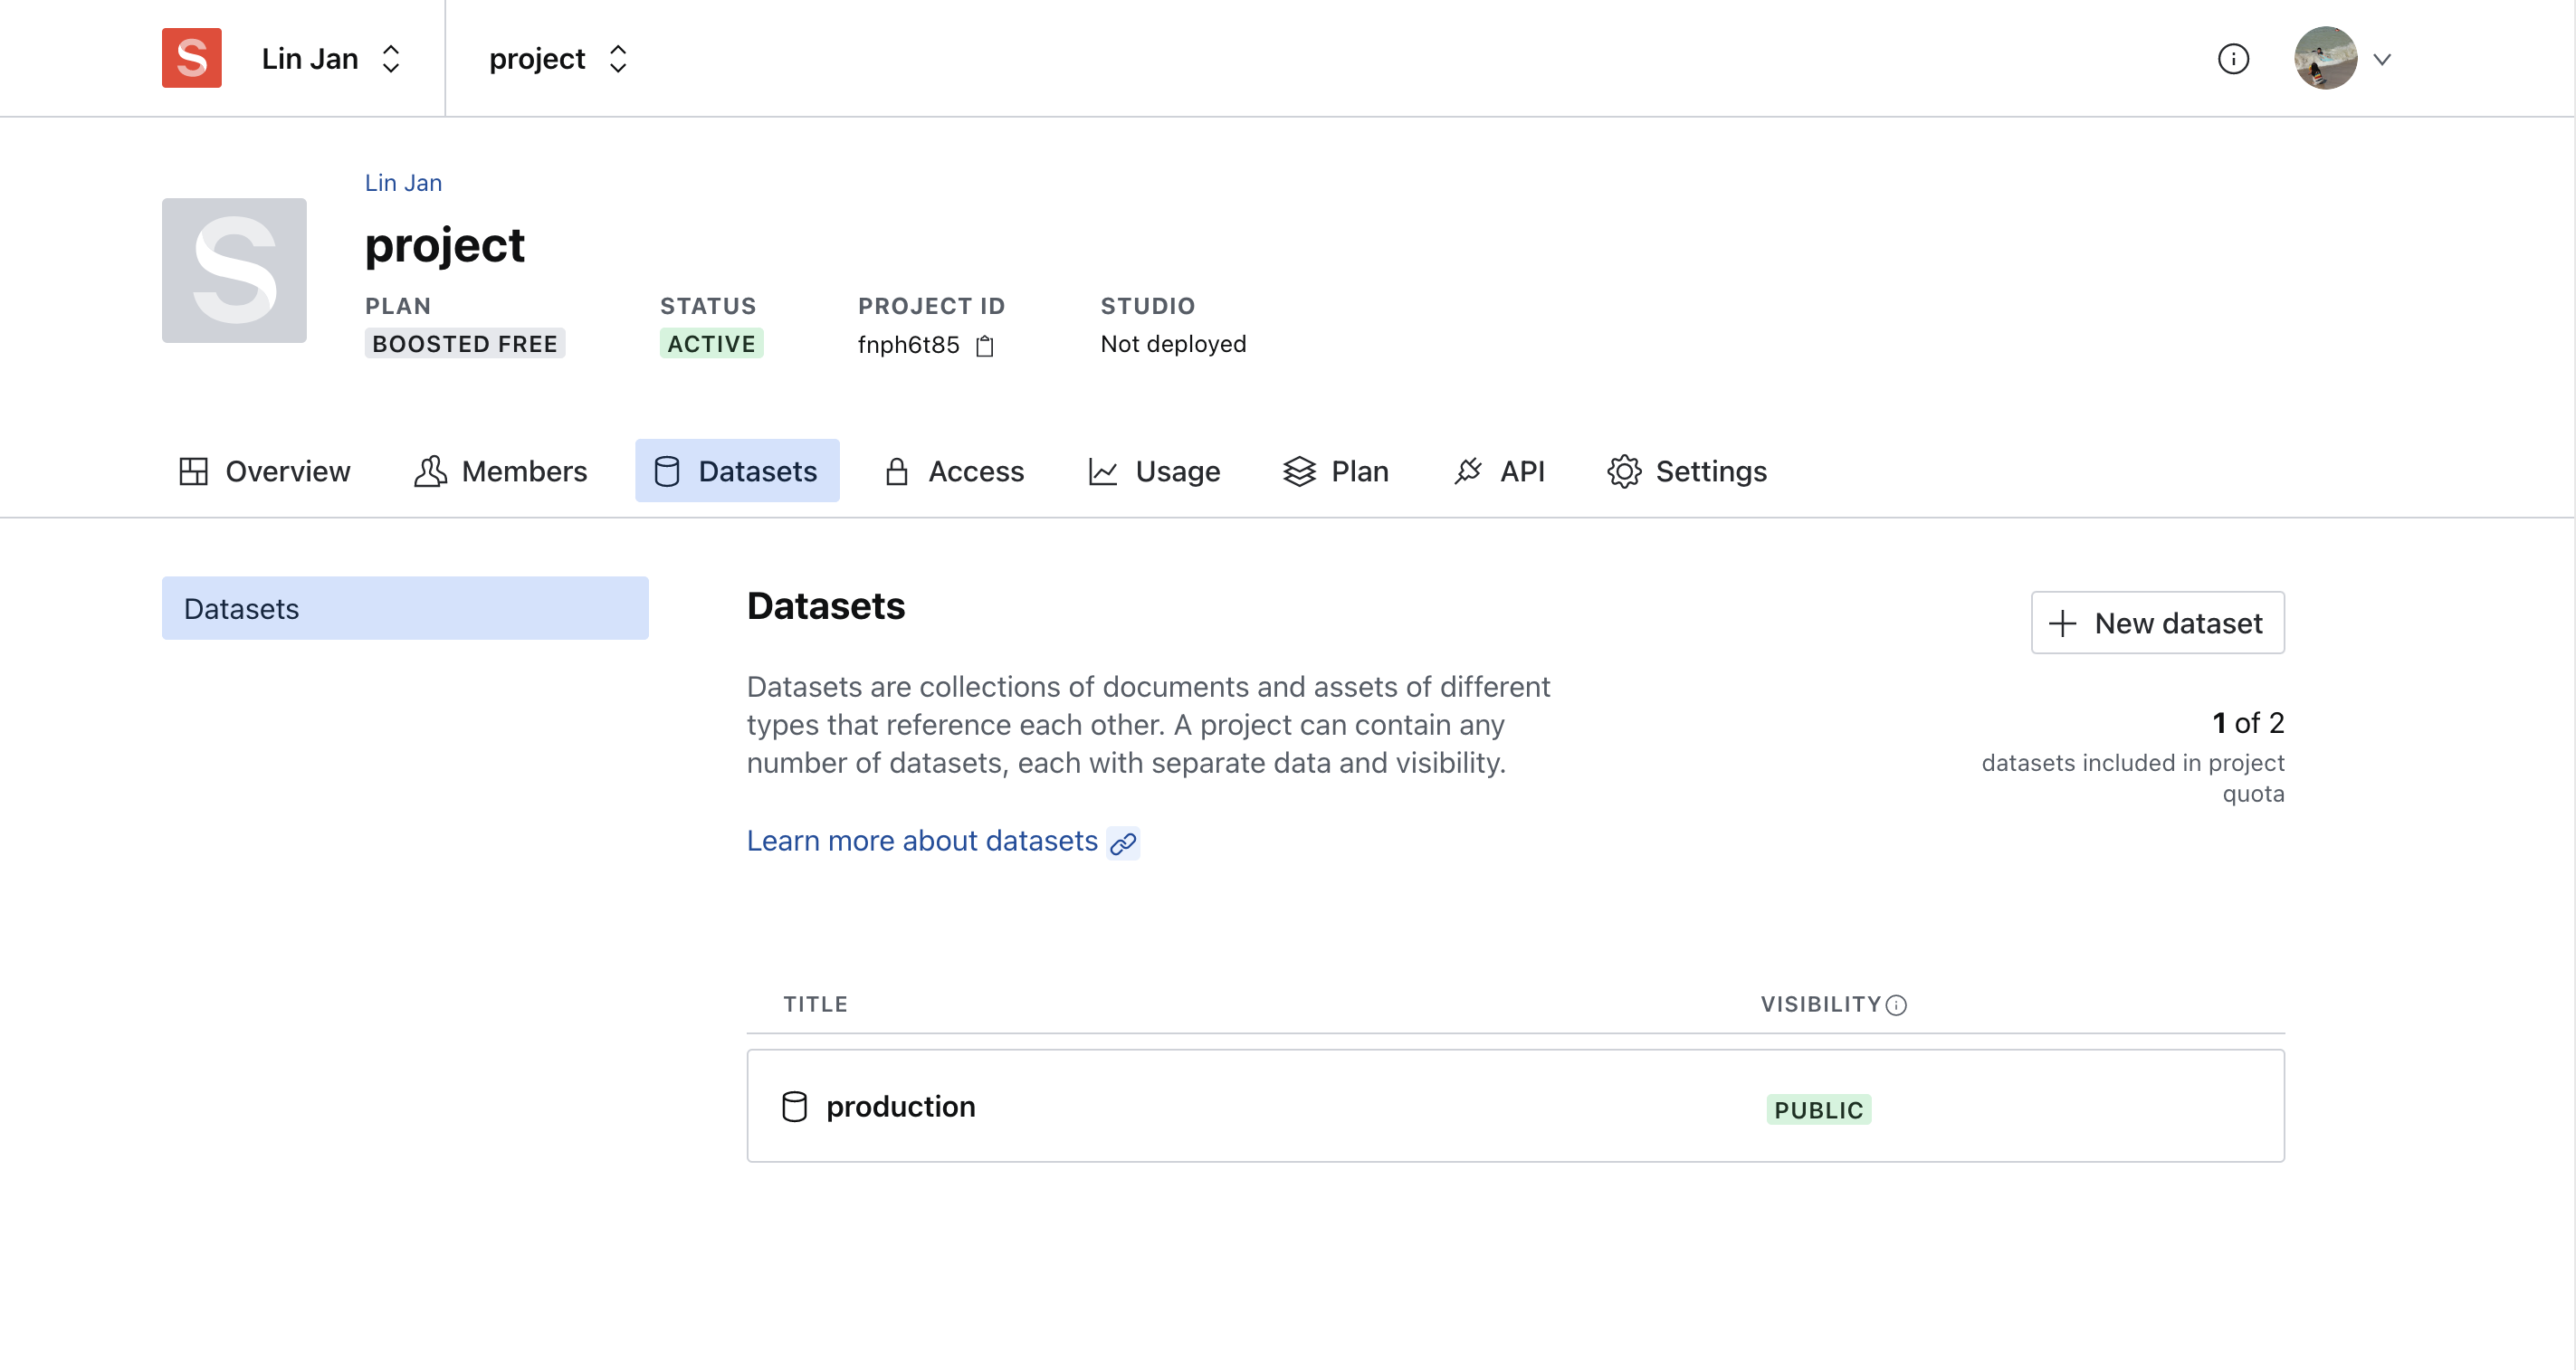 S Lin Jan project
Lin Jan
S
project
PLAN STATUS PROJECT ID STUDIO
BOOSTED FREE ACTIVE fnph6t85 Not deployed
Overview Members Datasets Access Usage Plan API Settings
Datasets
Datasets
New dataset
Datasets are collections of documents and assets of different
types that reference each other. A project can contain any
number of datasets, each with separate data and visibility.
1 of 2
datasets included in project
quota
Learn more about datasets
TITLE VISIBILITY
production PUBLIC